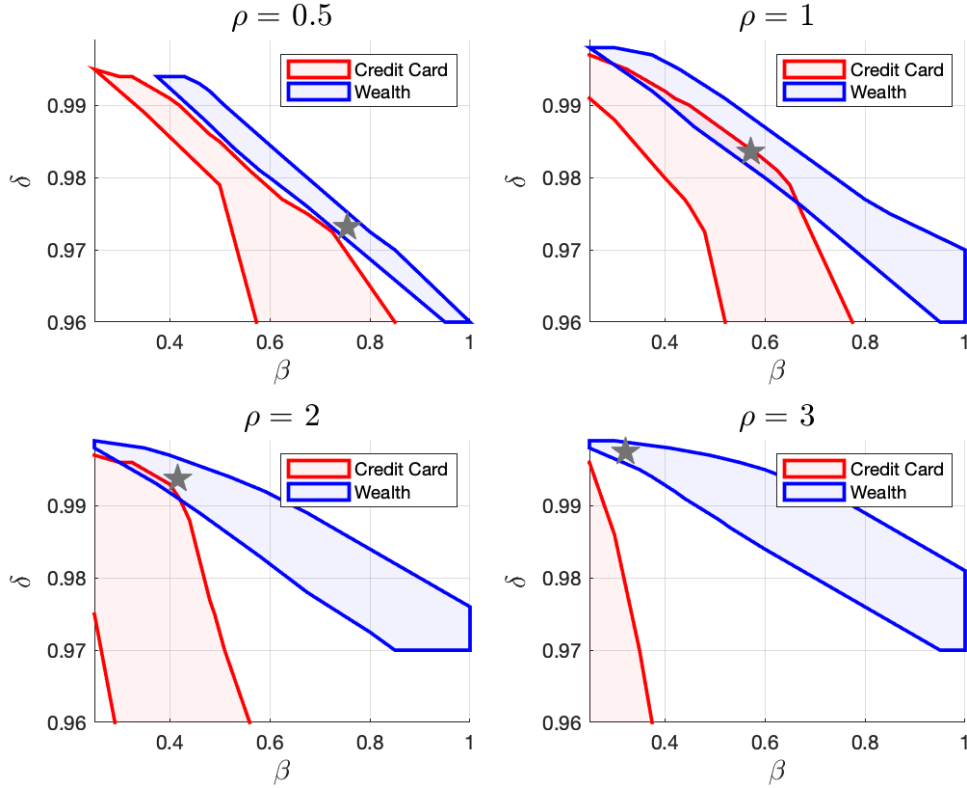 ρ = 0.5
Credit Card
Wealth
0.99
0.98
0.97
0.96
δ
0.4
0.6
0.8
1
β
ρ = 1
Credit Card
Wealth
0.99
0.98
0.97
0.96
δ
0.4
0.6
0.8
1
β
ρ = 2
Credit Card
Wealth
0.99
0.98
0.97
0.96
δ
0.4
0.6
0.8
1
β
ρ = 3
Credit Card
Wealth
0.99
0.98
0.97
0.96
δ
0.4
0.6
0.8
1
β